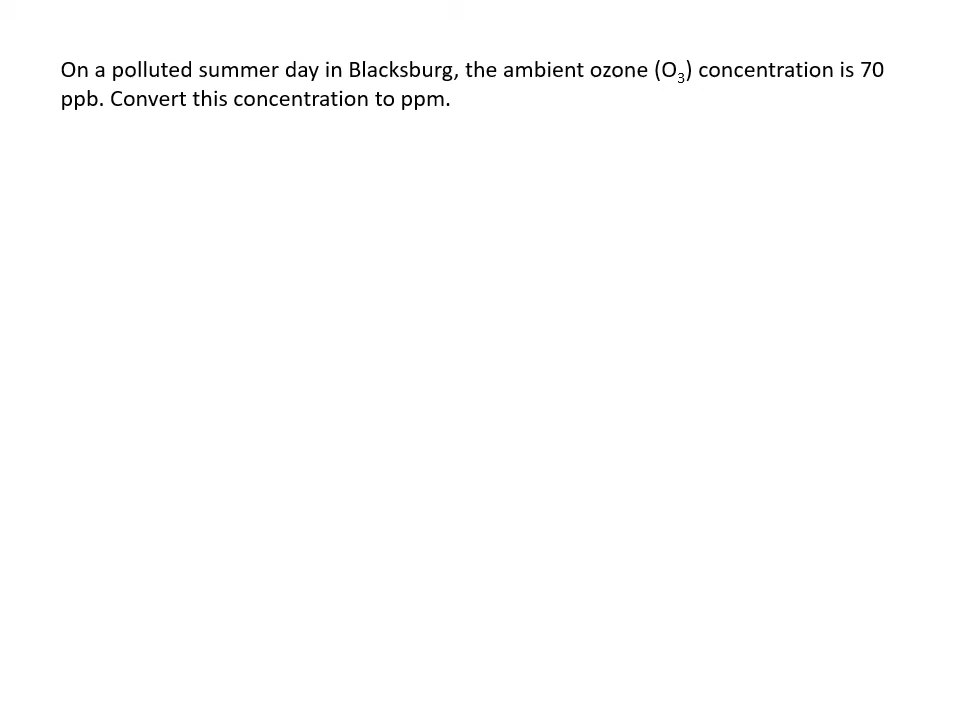 On a polluted summer day in Blacksburg, the ambient ozone (O₃) concentration is 70
ppb. Convert this concentration to ppm.